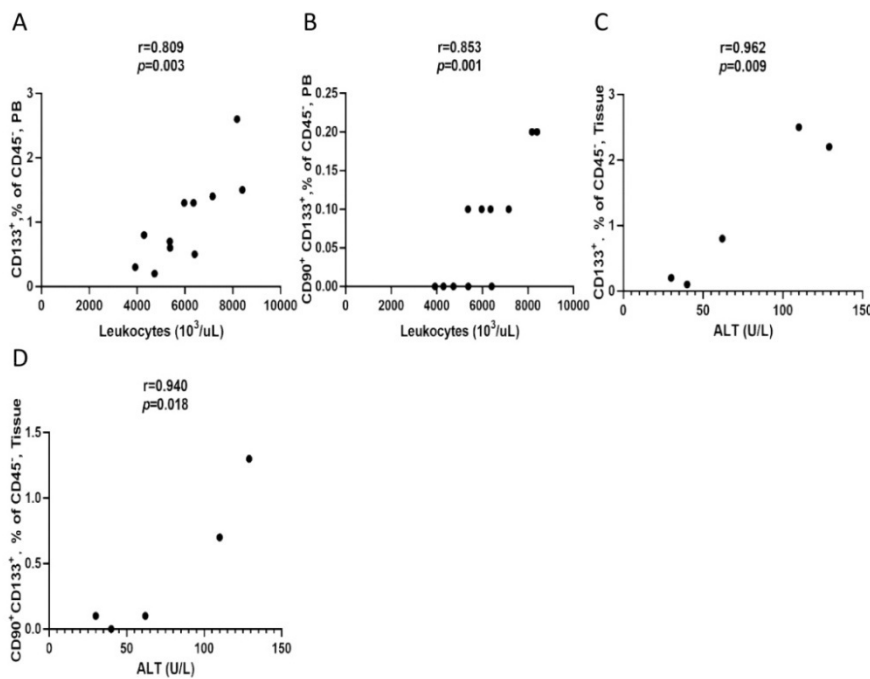 A
r=0.809
p=0.003
CD133⁺,% of CD45⁻, PB
3
2
1
0
0 2000 4000 6000 8000 10000
Leukocytes (10³/uL)
B
r=0.853
p=0.001
CD90⁺ CD133⁺,% of CD45⁻, PB
0.25
0.20
0.15
0.10
0.05
0.00
0 2000 4000 6000 8000 10000
Leukocytes (10³/uL)
C
r=0.962
p=0.009
CD133⁺. % of CD45⁻, Tissue
3
2
1
0
0 50 100 150
ALT (U/L)
D
r=0.940
p=0.018
CD90⁺CD133⁺. % of CD45⁻, Tissue
1.5
1.0
0.5
0.0
0 50 100 150
ALT (U/L)